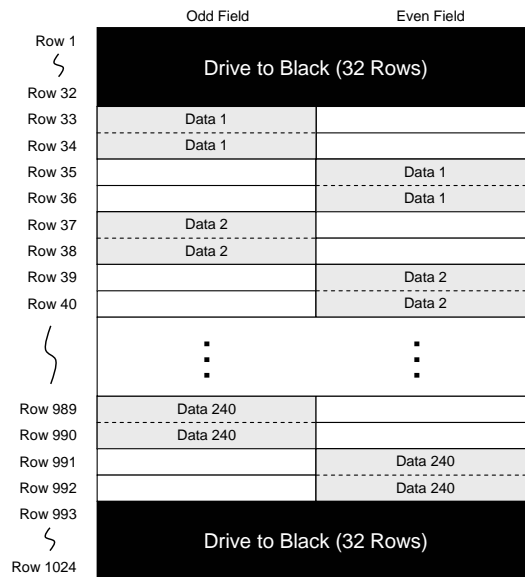 Odd Field Even Field
Row 1
Drive to Black (32 Rows)
Row 32
Row 33 Data 1
Row 34 Data 1
Row 35 Data 1
Row 36 Data 1
Row 37 Data 2
Row 38 Data 2
Row 39 Data 2
Row 40 Data 2
Row 989 Data 240
Row 990 Data 240
Row 991 Data 240
Row 992 Data 240
Row 993
Drive to Black (32 Rows)
Row 1024